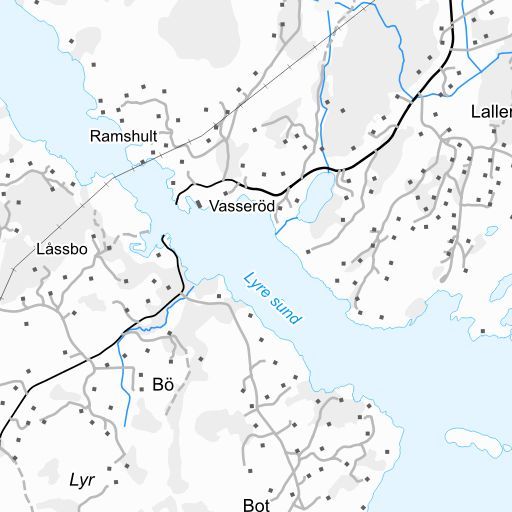 Ramshult
Laller
Vasseröd
Låssbo
Lyre sund
Bö
Lyr
Bot